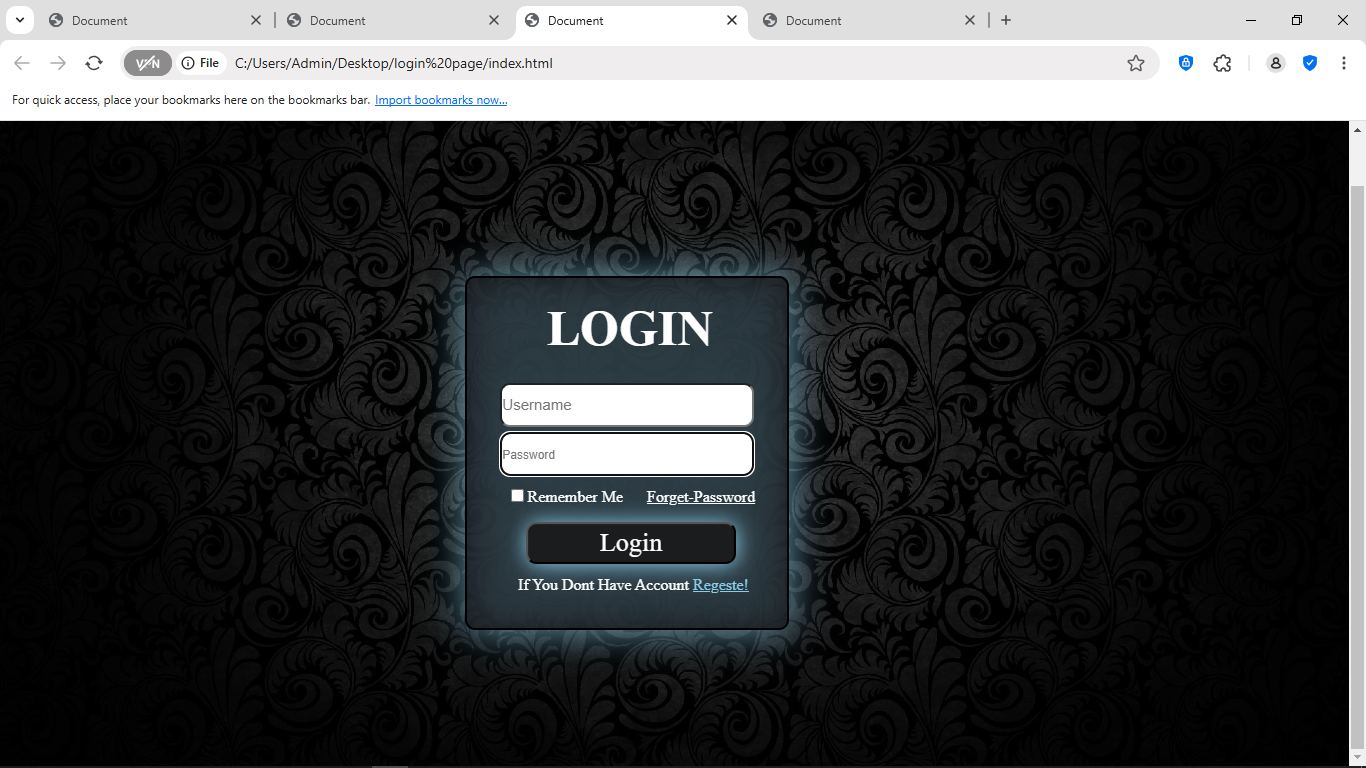 Document
Document
Document
Document
VPN
File
C:/Users/Admin/Desktop/login%20page/index.html
For quick access, place your bookmarks here on the bookmarks bar. Import bookmarks now...
LOGIN
Username
Password
Remember Me Forget-Password
Login
If You Dont Have Account Regeste!